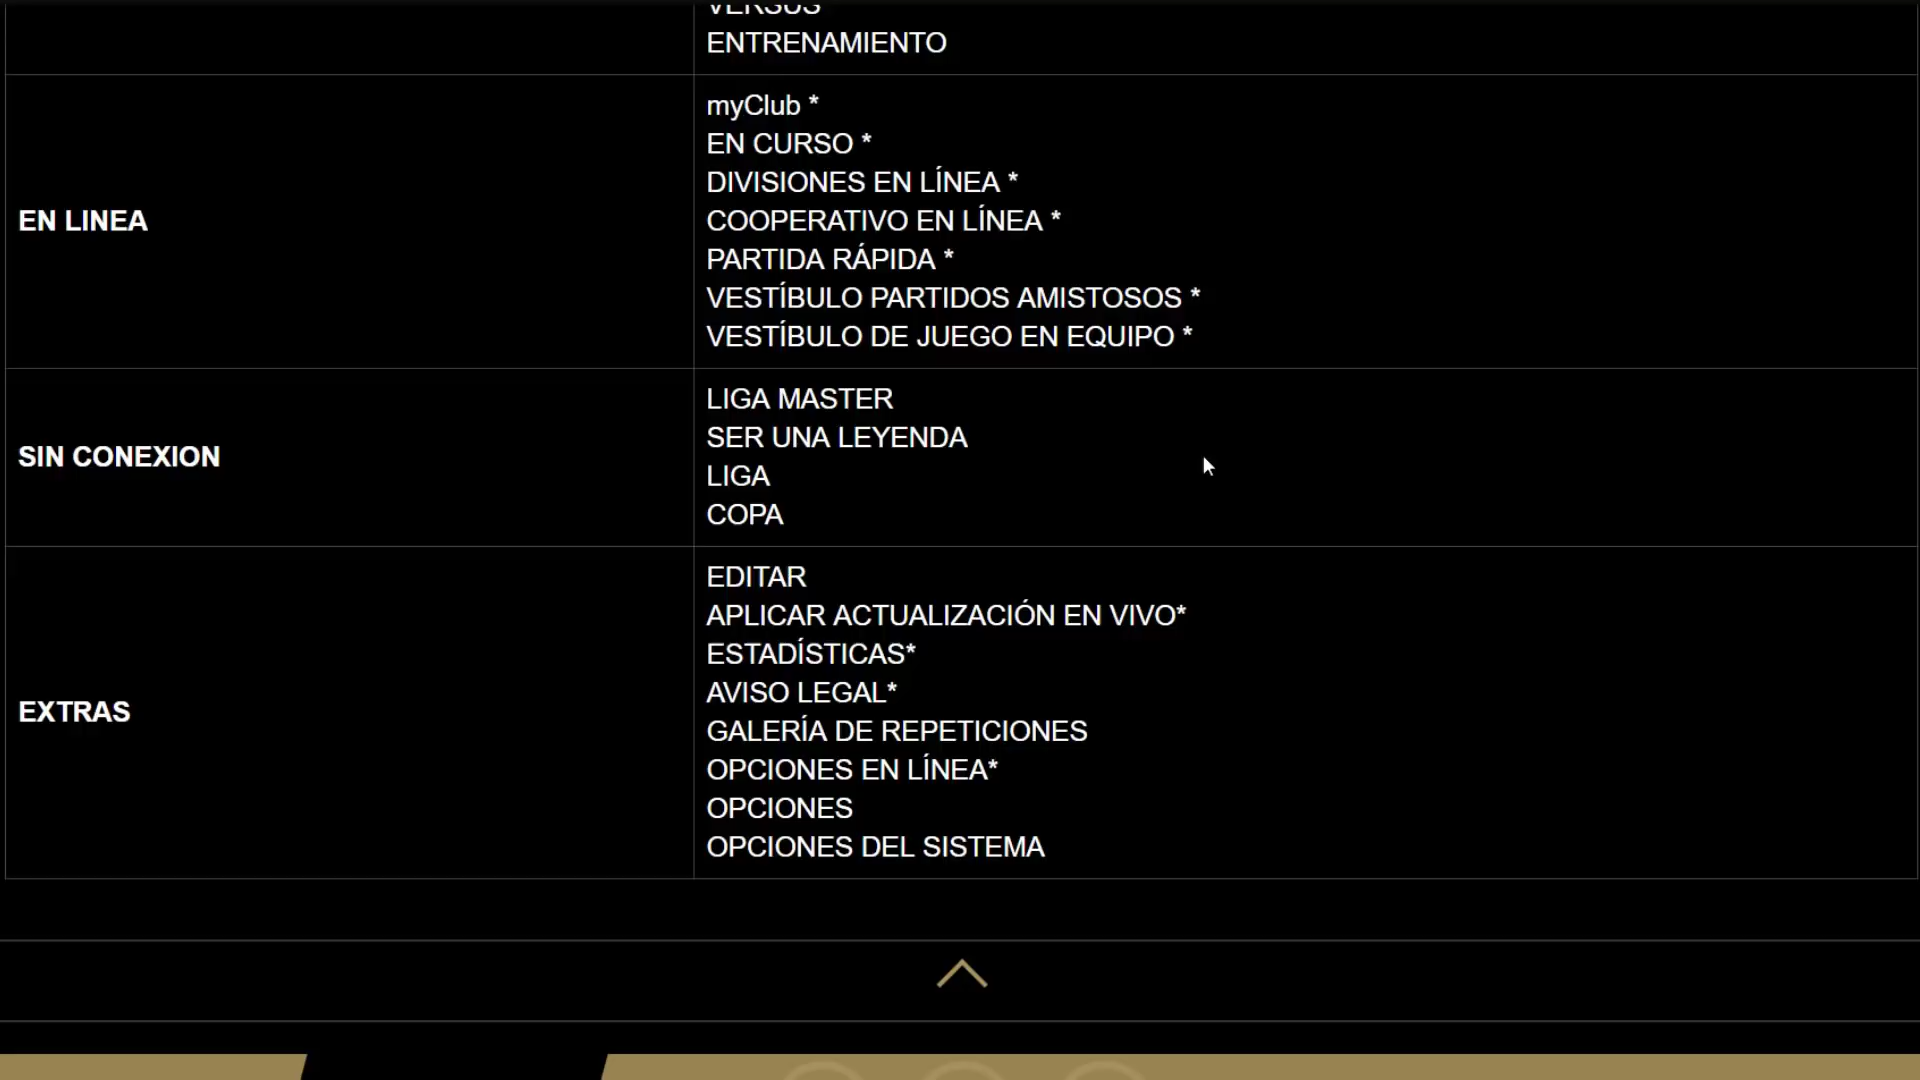 VERSUS
ENTRENAMIENTO
EN LINEA
myClub *
EN CURSO *
DIVISIONES EN LÍNEA *
COOPERATIVO EN LÍNEA *
PARTIDA RÁPIDA *
VESTÍBULO PARTIDOS AMISTOSOS *
VESTÍBULO DE JUEGO EN EQUIPO *
SIN CONEXION
LIGA MASTER
SER UNA LEYENDA
LIGA
COPA
EXTRAS
EDITAR
APLICAR ACTUALIZACIÓN EN VIVO*
ESTADÍSTICAS*
AVISO LEGAL*
GALERÍA DE REPETICIONES
OPCIONES EN LÍNEA*
OPCIONES
OPCIONES DEL SISTEMA